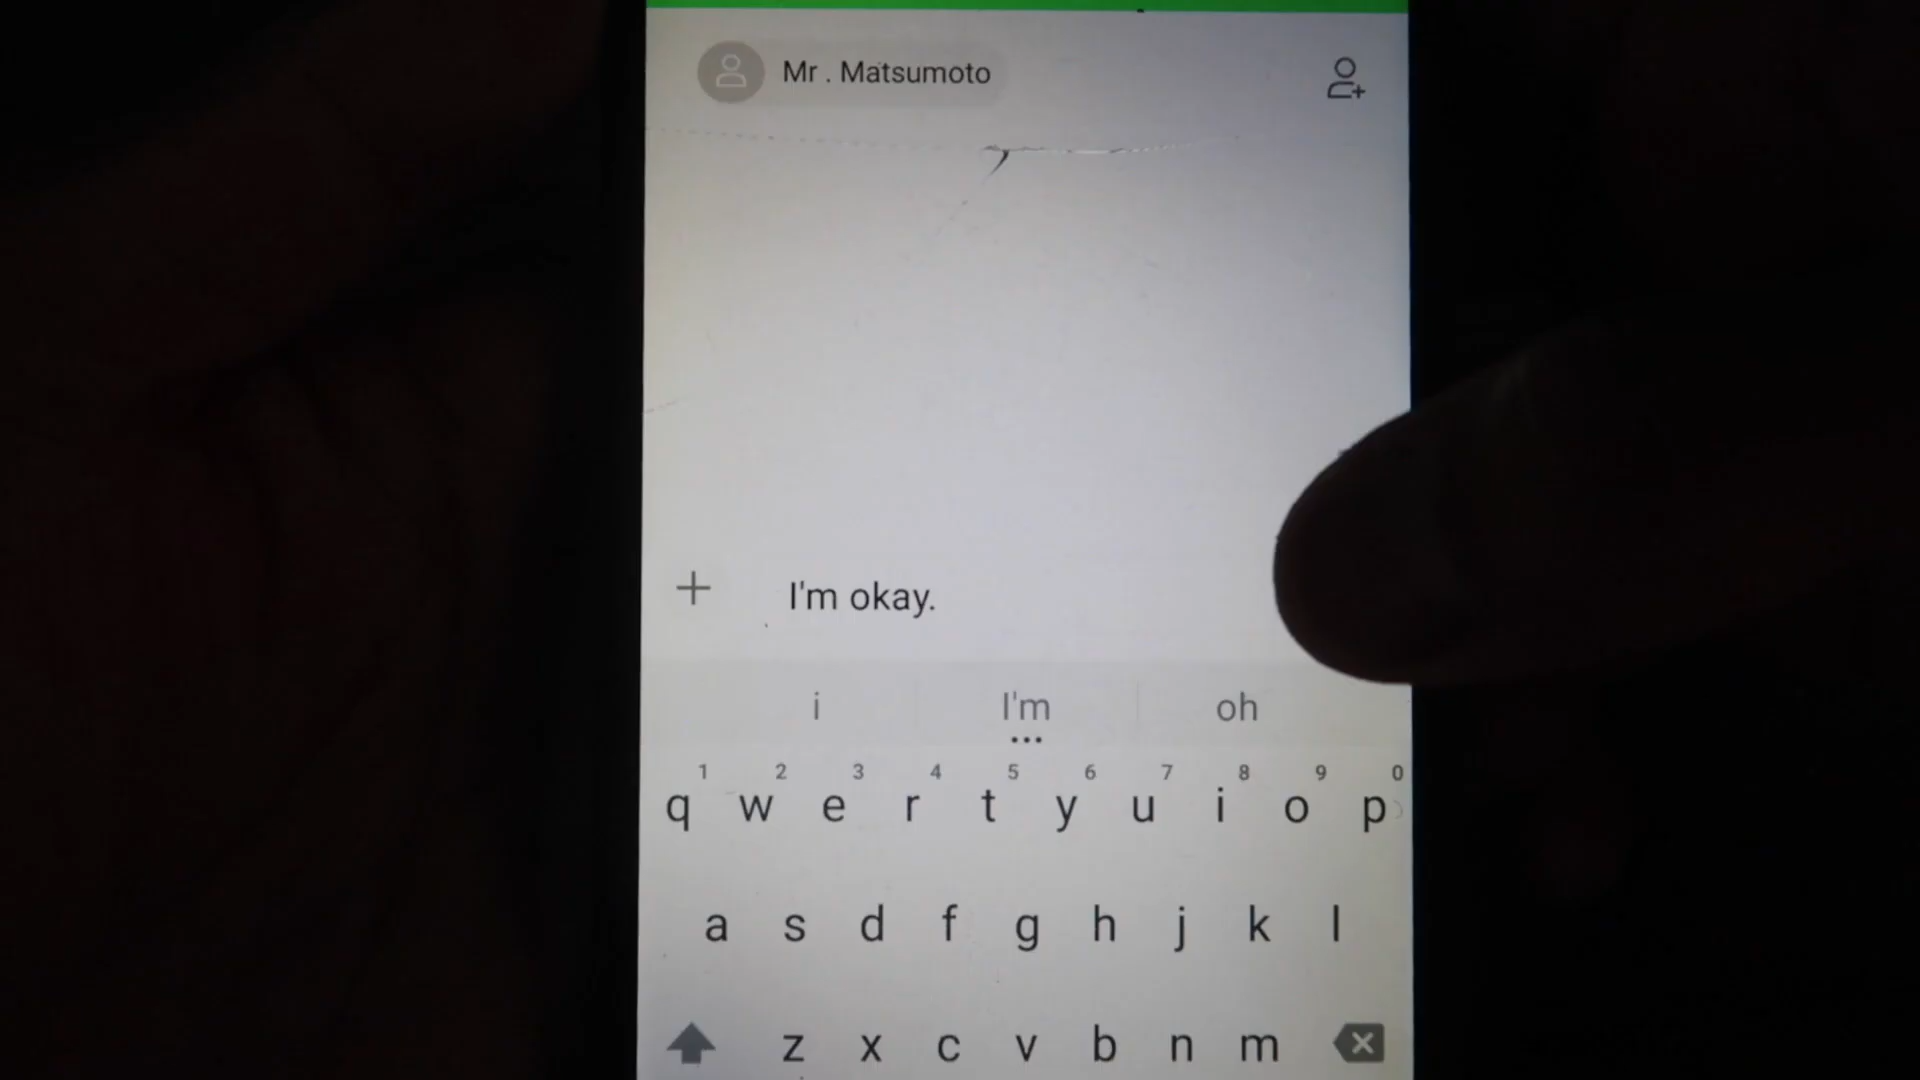 Mr . Matsumoto
I'm okay.
i I'm oh
1 2 3 4 5 6 7 8 9 0
q w e r t y u i o p
a s d f g h j k l
z x c v b n m